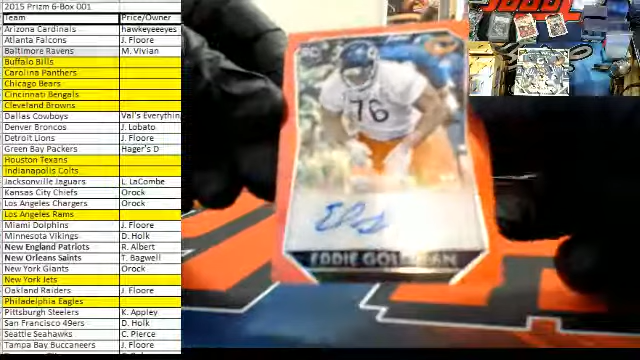 2015 Prizm 6-Box 001
Team Price/Owner
Arizona Cardinals hawkeyeeyes
Atlanta Falcons J. Floore
Baltimore Ravens M. Vivian
Buffalo Bills
Carolina Panthers
Chicago Bears
Cincinnati Bengals
Cleveland Browns
Dallas Cowboys Val's Everythin
Denver Broncos J. Lobato
Detroit Lions J. Floore
Green Bay Packers Hager's D
Houston Texans
Indianapolis Colts
Jacksonville Jaguars L. LaCombe
Kansas City Chiefs Orock
Los Angeles Chargers Orock
Los Angeles Rams
Miami Dolphins J. Floore
Minnesota Vikings D. Holk
New England Patriots R. Albert
New Orleans Saints T. Bagwell
New York Giants Orock
New York Jets
Oakland Raiders J. Floore
Philadelphia Eagles
Pittsburgh Steelers K. Appley
San Francisco 49ers D. Holk
Seattle Seahawks C. Pierce
Tampa Bay Buccaneers J. Floore
RC
76
EDDIE GOLDMAN